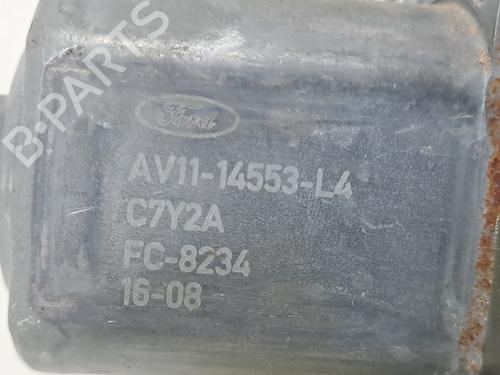 Ford
AV11-14553-L4
C7Y2A
FC-8234
16-08
B-PARTS